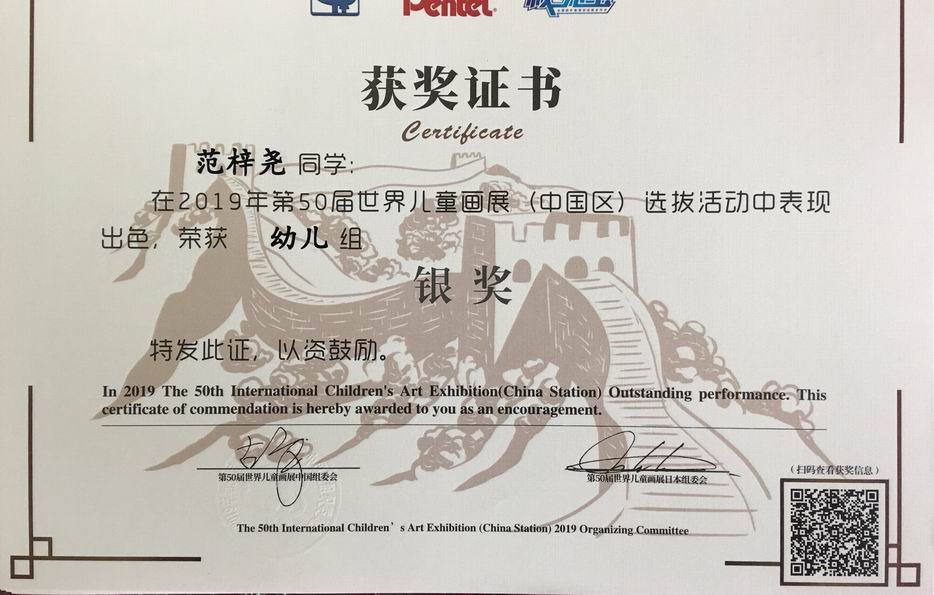 Pentel
获奖证书
Certificate
范梓尧 同学:
在2019年第50届世界儿童画展（中国区）选拔活动中表现
出色，荣获 幼儿 组
银奖
特发此证，以资鼓励。
In 2019 The 50th International Children's Art Exhibition(China Station) Outstanding performance. This
certificate of commendation is hereby awarded to you as an encouragement.
第50届世界儿童画展中国组委会
第50届世界儿童画展日本组委会
（扫码查看获奖信息）
The 50th International Children's Art Exhibition (China Station) 2019 Organizing Committee